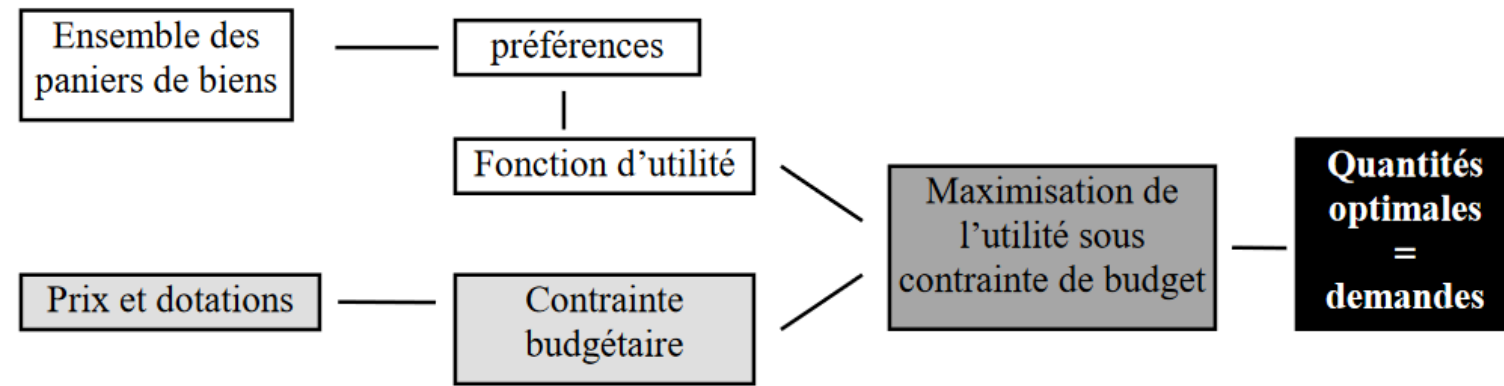 Ensemble des
paniers de biens
préférences
Fonction d’utilité
Prix et dotations
Contrainte
budgétaire
Maximisation de
l’utilité sous
contrainte de budget
Quantités
optimales
=
demandes